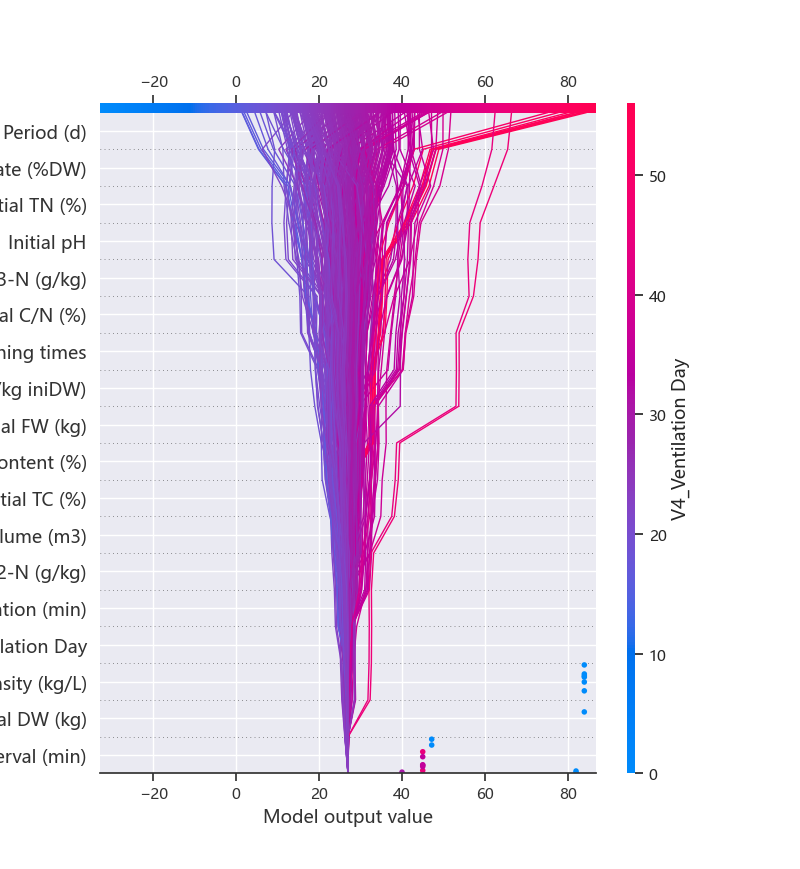 −20 0 20 40 60 80
Period (d)
ate (%DW)
tial TN (%)
Initial pH
3-N (g/kg)
al C/N (%)
ning times
/kg iniDW)
al FW (kg)
ontent (%)
tial TC (%)
lume (m3)
2-N (g/kg)
tion (min)
lation Day
sity (kg/L)
al DW (kg)
erval (min)
−20 0 20 40 60 80
Model output value
50
40
30
20
10
0
V4_Ventilation Day